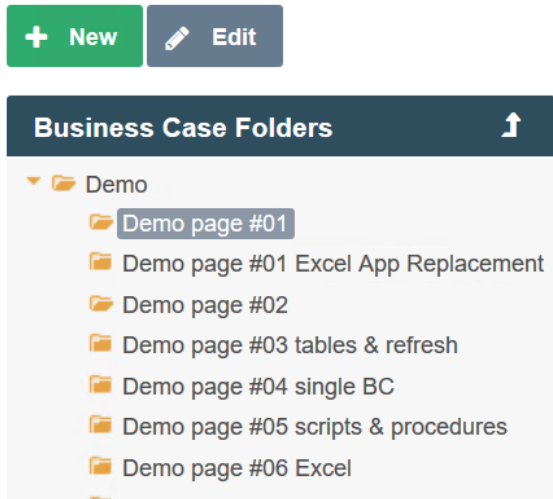 New Edit
Business Case Folders
Demo
Demo page #01
Demo page #01 Excel App Replacement
Demo page #02
Demo page #03 tables & refresh
Demo page #04 single BC
Demo page #05 scripts & procedures
Demo page #06 Excel